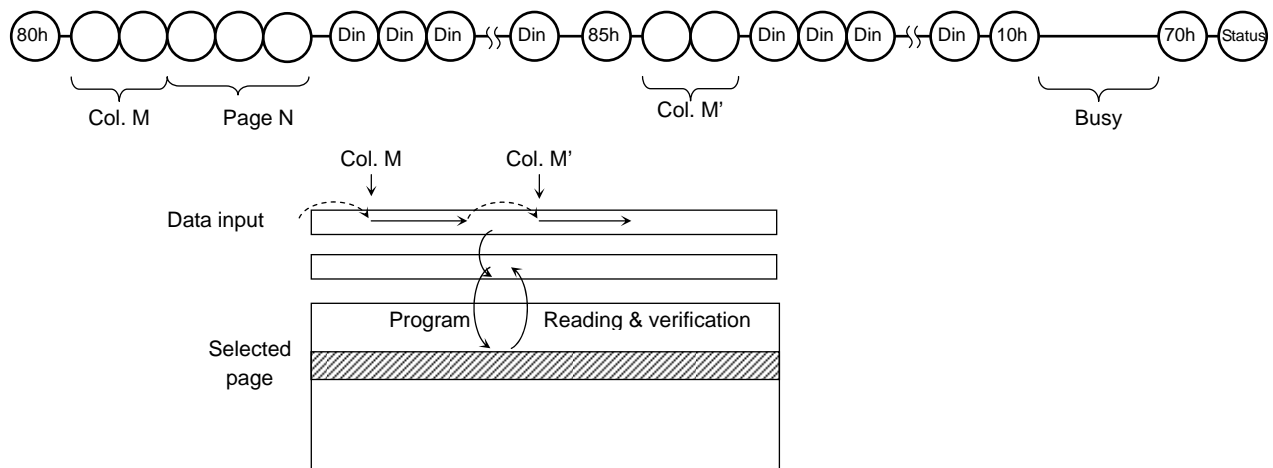 80h Din Din Din Din 85h Din Din Din Din 10h 70h Status
Col. M Page N Col. M’ Busy
Col. M Col. M’
Data input
Program Reading & verification
Selected
page